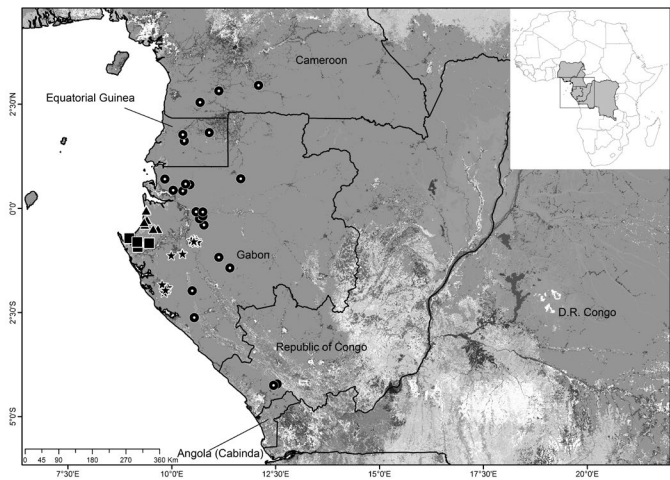 Cameroon
Equatorial Guinea
Gabon
D.R. Congo
Republic of Congo
Angola (Cabinda)
2°30'N
0°0'
2°30'S
5°0'S
0 45 90 180 270 360 Km
7°30'E 10°0'E 12°30'E 15°0'E 17°30'E 20°0'E